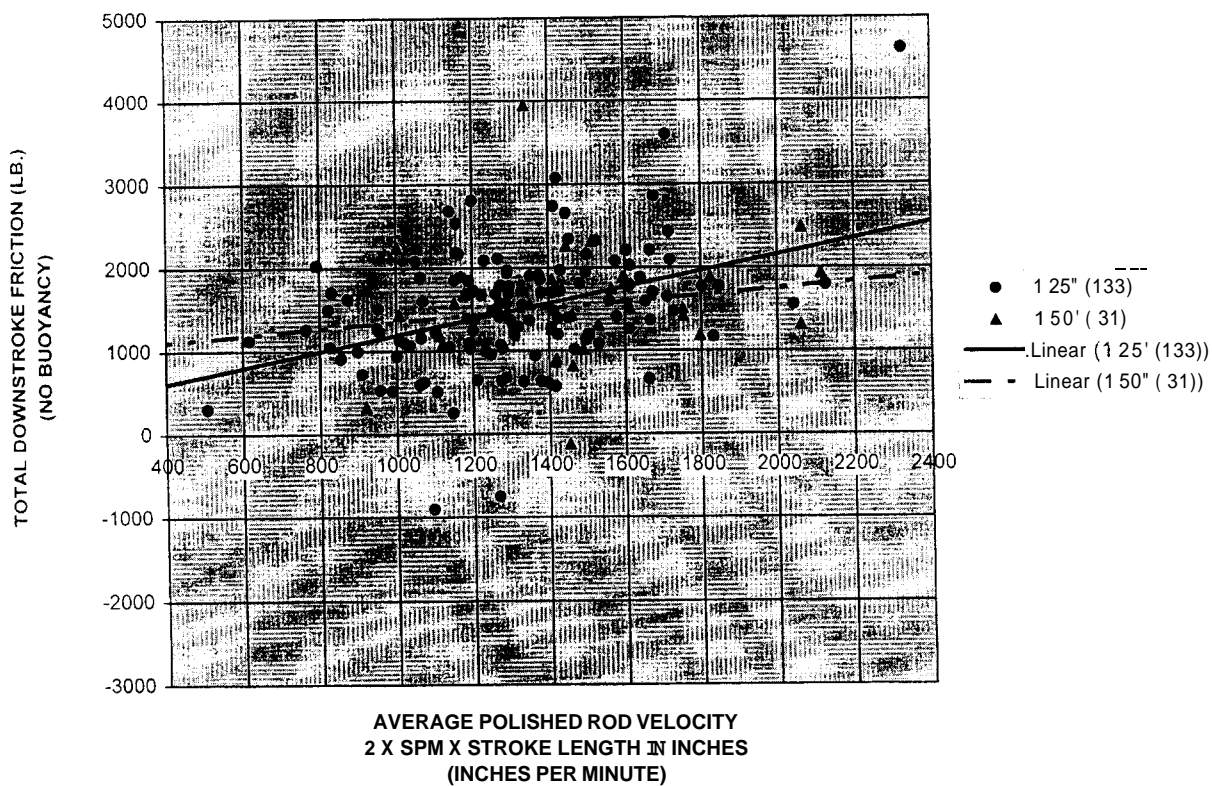 TOTAL DOWNSTROKE FRICTION (LB.)
(NO BUOYANCY)
5000
4000
3000
2000
1000
0
-1000
-2000
-3000
400
600
800
1000
1200
1400
1600
1800
2000
2200
2400
1 25" (133)
1 50' ( 31)
Linear (1 25' (133))
Linear (1 50" ( 31))
AVERAGE POLISHED ROD VELOCITY
2 X SPM X STROKE LENGTH IN INCHES
(INCHES PER MINUTE)